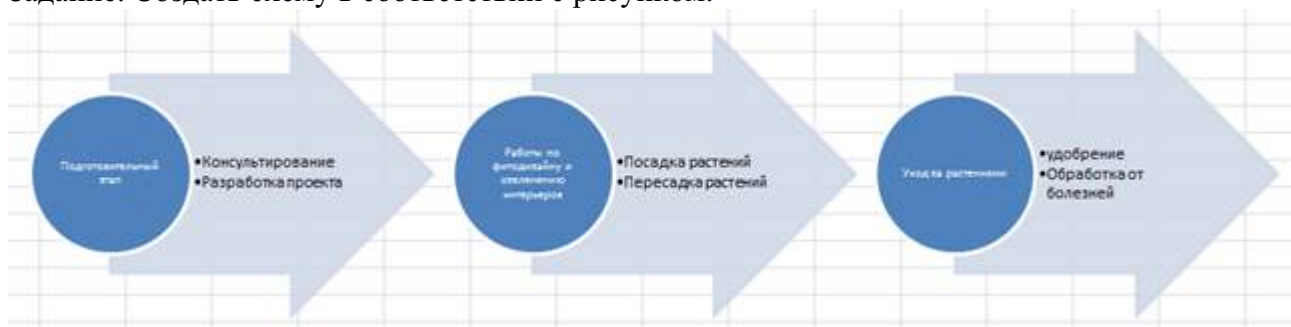 Задание: Создать схему в соответствии с рисунком.
Подготовительный
этап
•Консультирование
•Разработка проекта
Работы по
фитодизайну и
озеленению
интерьеров
•Посадка растений
•Пересадка растений
Уход за растениями
•удобрение
•Обработка от
болезней